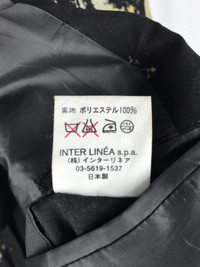 裏地 ポリエステル100%
INTER LINÉA s.p.a.
(株)インターリネア
03-5619-1537
日本製